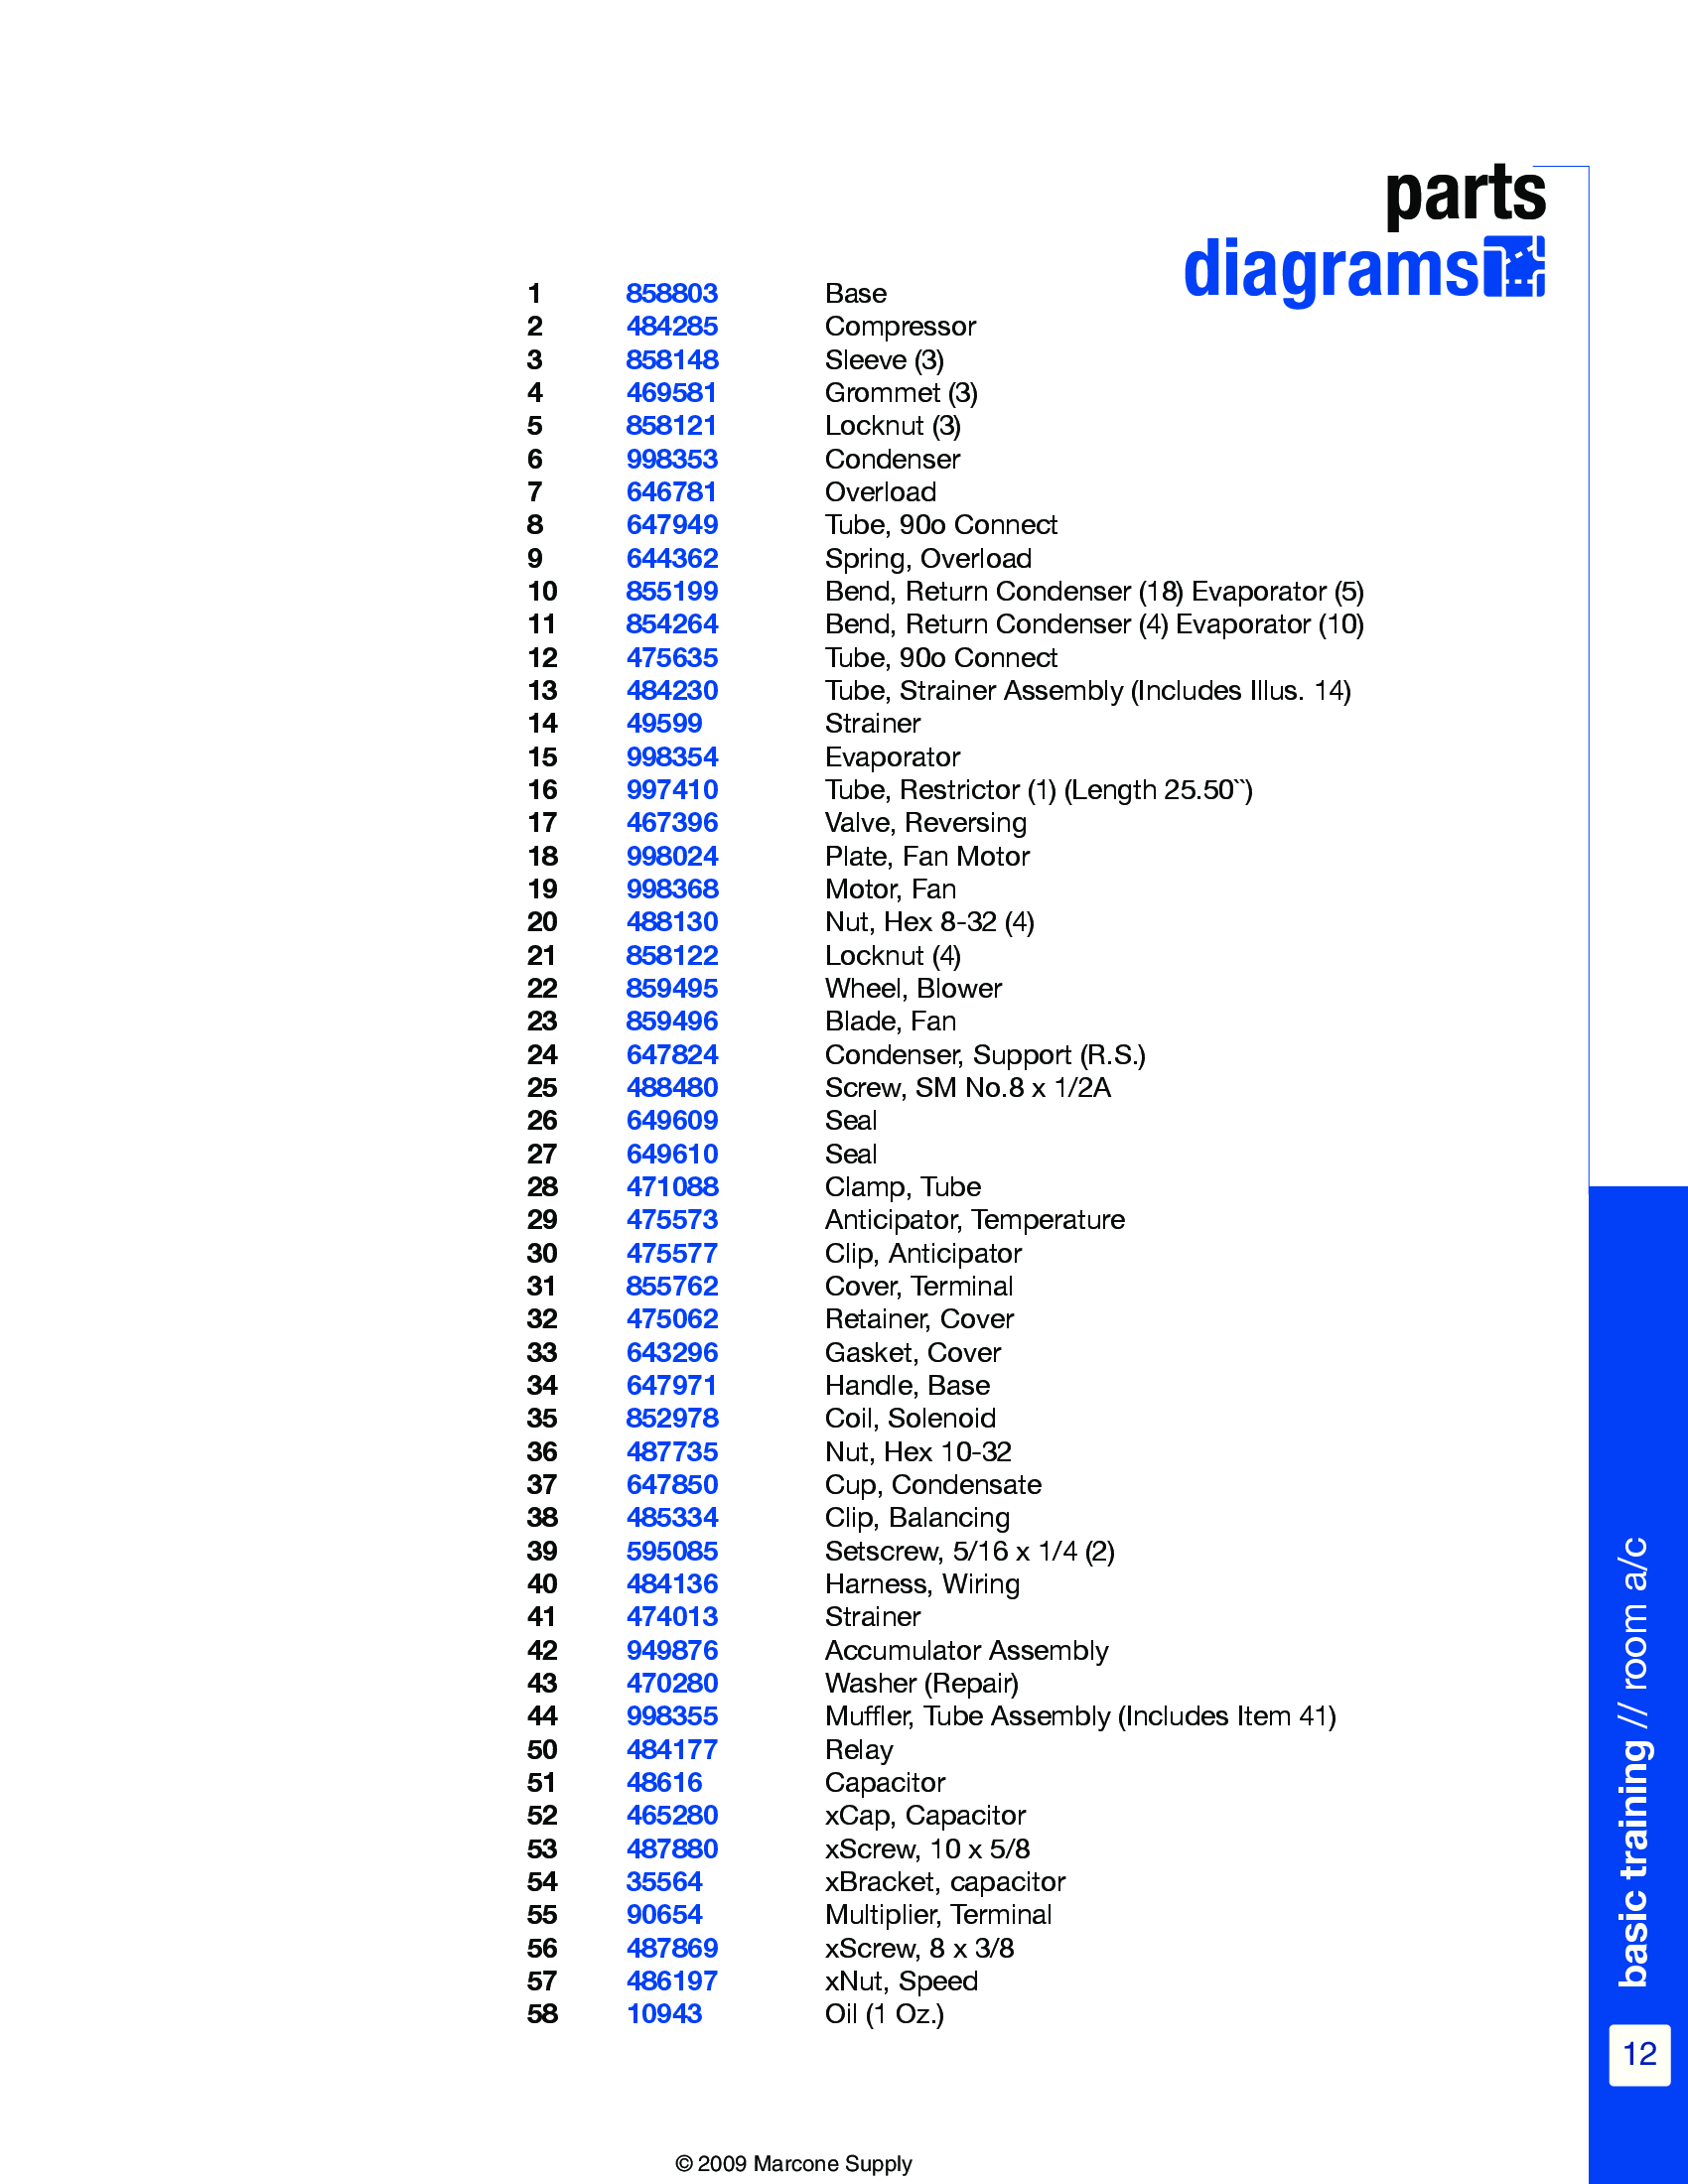 parts
diagrams
1 858803 Base
2 484285 Compressor
3 858148 Sleeve (3)
4 469581 Grommet (3)
5 858121 Locknut (3)
6 998353 Condenser
7 646781 Overload
8 647949 Tube, 90o Connect
9 644362 Spring, Overload
10 855199 Bend, Return Condenser (18) Evaporator (5)
11 854264 Bend, Return Condenser (4) Evaporator (10)
12 475635 Tube, 90o Connect
13 484230 Tube, Strainer Assembly (Includes Illus. 14)
14 49599 Strainer
15 998354 Evaporator
16 997410 Tube, Restrictor (1) (Length 25.50``)
17 467396 Valve, Reversing
18 998024 Plate, Fan Motor
19 998368 Motor, Fan
20 488130 Nut, Hex 8-32 (4)
21 858122 Locknut (4)
22 859495 Wheel, Blower
23 859496 Blade, Fan
24 647824 Condenser, Support (R.S.)
25 488480 Screw, SM No.8 x 1/2A
26 649609 Seal
27 649610 Seal
28 471088 Clamp, Tube
29 475573 Anticipator, Temperature
30 475577 Clip, Anticipator
31 855762 Cover, Terminal
32 475062 Retainer, Cover
33 643296 Gasket, Cover
34 647971 Handle, Base
35 852978 Coil, Solenoid
36 487735 Nut, Hex 10-32
37 647850 Cup, Condensate
38 485334 Clip, Balancing
39 595085 Setscrew, 5/16 x 1/4 (2)
40 484136 Harness, Wiring
41 474013 Strainer
42 949876 Accumulator Assembly
43 470280 Washer (Repair)
44 998355 Muffler, Tube Assembly (Includes Item 41)
50 484177 Relay
51 48616 Capacitor
52 465280 xCap, Capacitor
53 487880 xScrew, 10 x 5/8
54 35564 xBracket, capacitor
55 90654 Multiplier, Terminal
56 487869 xScrew, 8 x 3/8
57 486197 xNut, Speed
58 10943 Oil (1 Oz.)
basic training // room a/c
12
© 2009 Marcone Supply